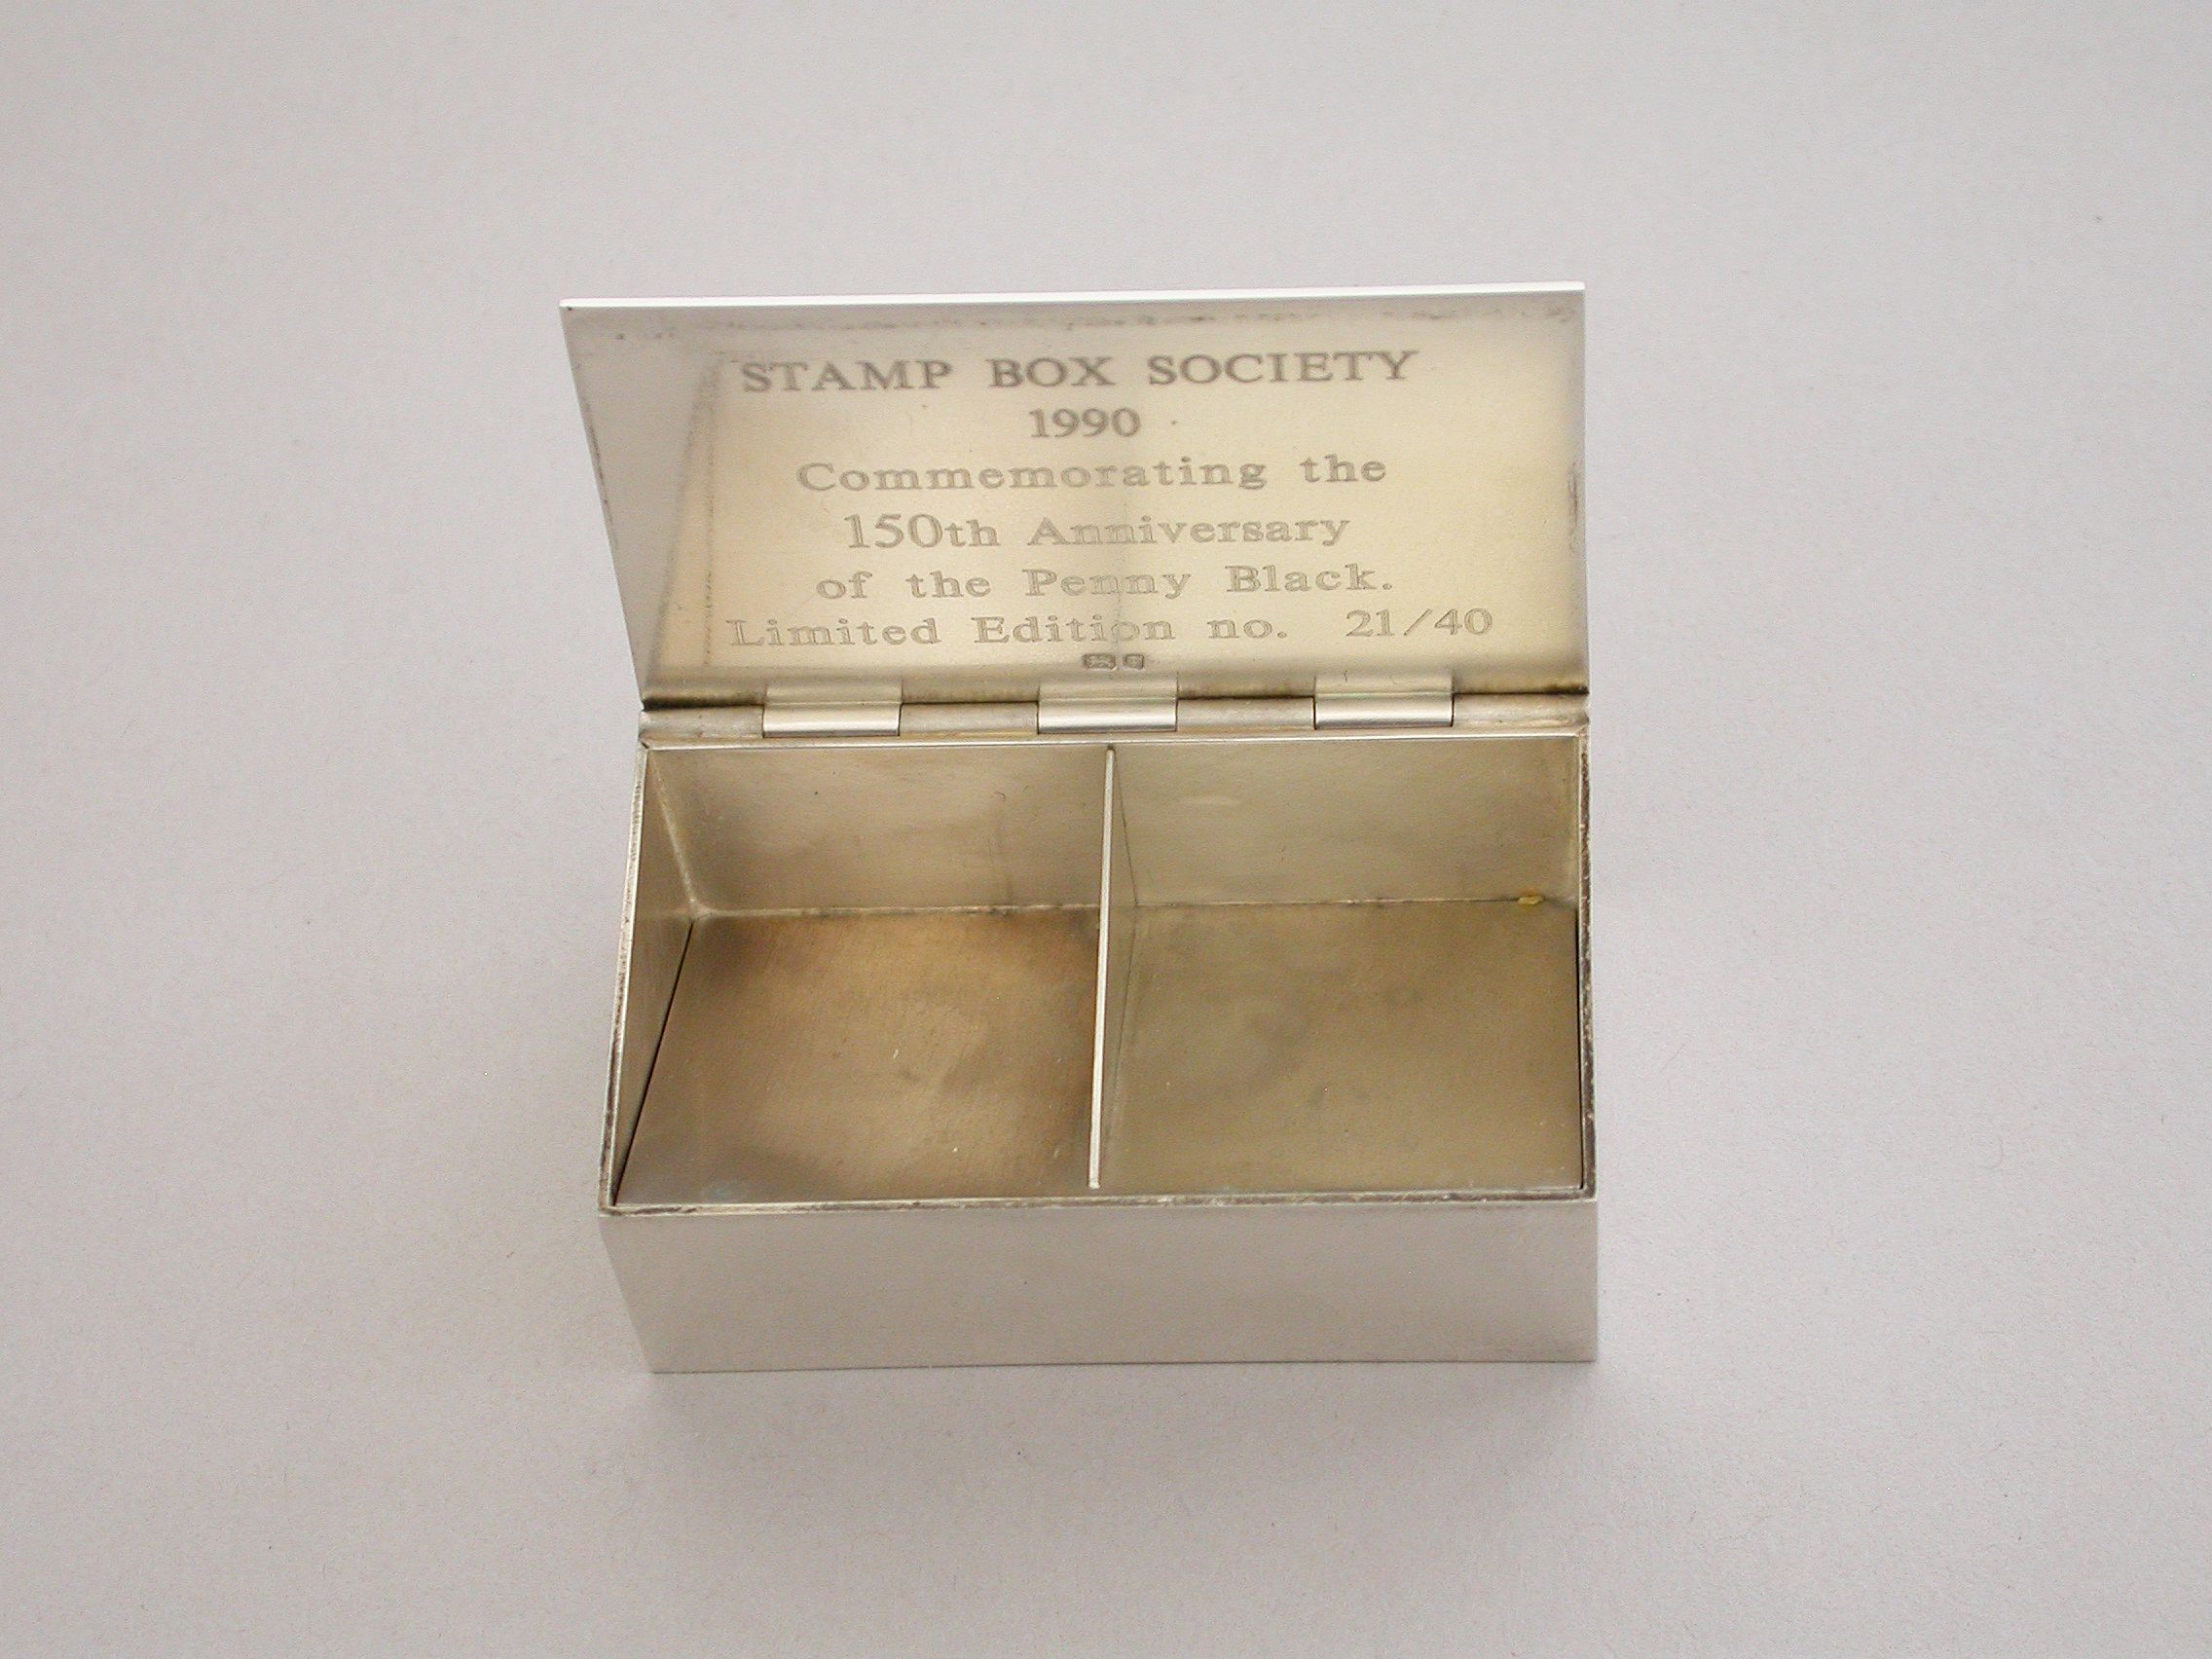 STAMP BOX SOCIETY
1990
Commemorating the
150th Anniversary
of the Penny Black.
Limited Edition no. 21/40